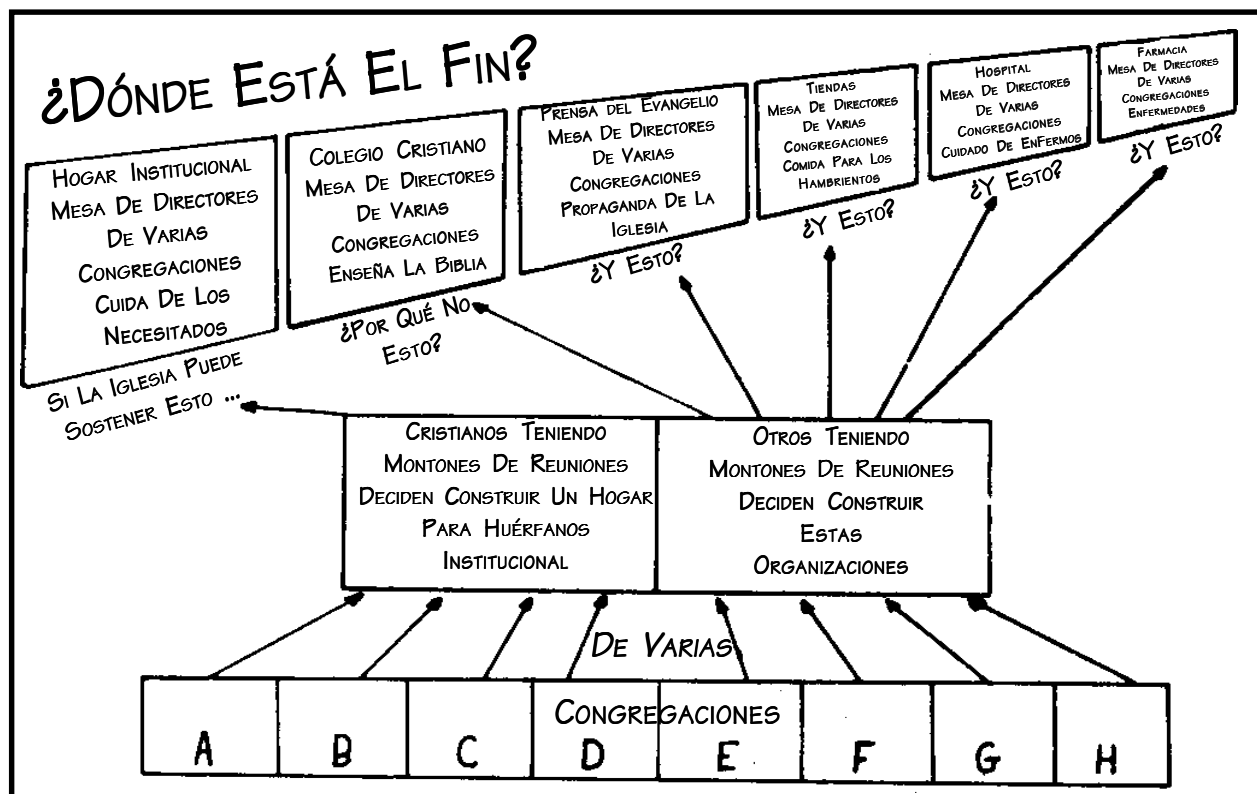 ¿Dónde Está El Fin?
Hogar Institucional
Mesa De Directores
De Varias
Congregaciones
Cuida De Los
Necesitados
Si La Iglesia Puede
Sostener Esto ...
Colegio Cristiano
Mesa De Directores
De Varias
Congregaciones
Enseña La Biblia
¿Por Qué No
Esto?
Prensa del Evangelio
Mesa De Directores
De Varias
Congregaciones
Propaganda De La
Iglesia
¿Y Esto?
Tiendas
Mesa De Directores
De Varias
Congregaciones
Comida Para Los
Hambrientos
¿Y Esto?
Hospital
Mesa De Directores
De Varias
Congregaciones
Cuidado De EnFermos
¿Y Esto?
Farmacia
Mesa De Directores
De Varias
Congregaciones
Enfermedades
¿Y Esto?
Cristianos Teniendo
Montones De Reuniones
Deciden Construir Un Hogar
Para Huérfanos
Institucional
Otros Teniendo
Montones De Reuniones
Deciden Construir
Estas
Organizaciones
De Varias
Congregaciones
A B C D E F G H